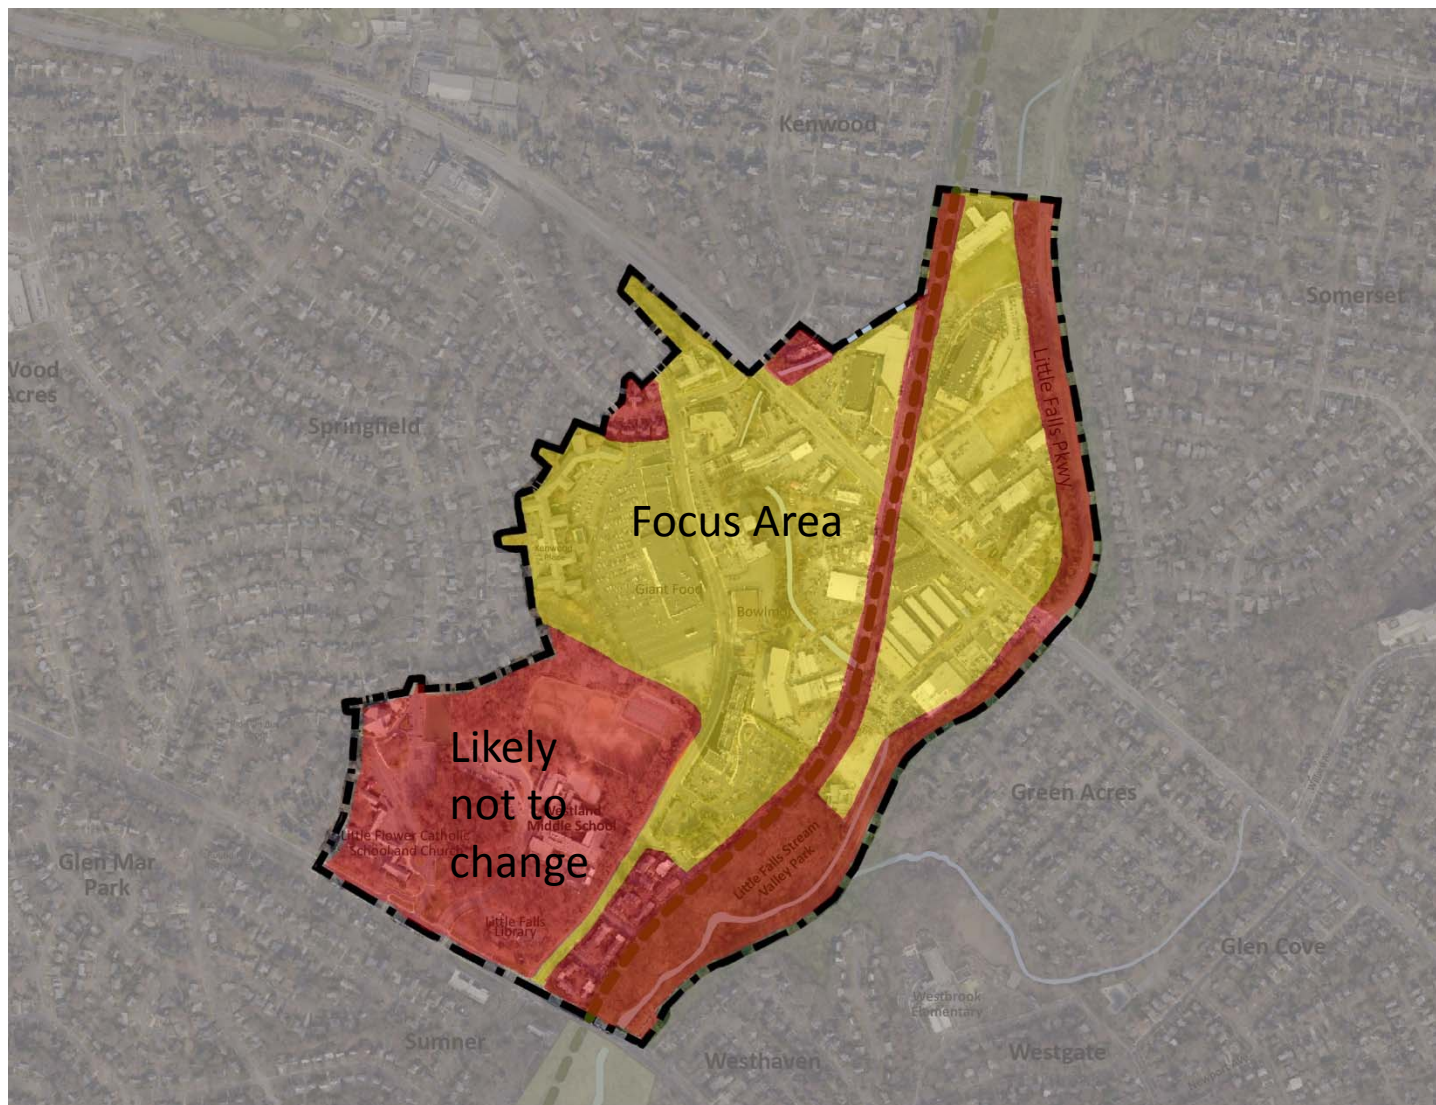 Kenwood
Somerset
Little Falls Pkwy
Wood
Acres
Springfield
Focus Area
Kenwood
Giant Food
Likely
not to
change
Westland
Middle School
Little Flower Catholic
School and Church
Little Falls
Library
Little Falls Stream
Valley Park
Green Acres
Glen Mar
Park
Glen Cove
Westbrook
Elementary
Sumner
Westhaven
Westgate